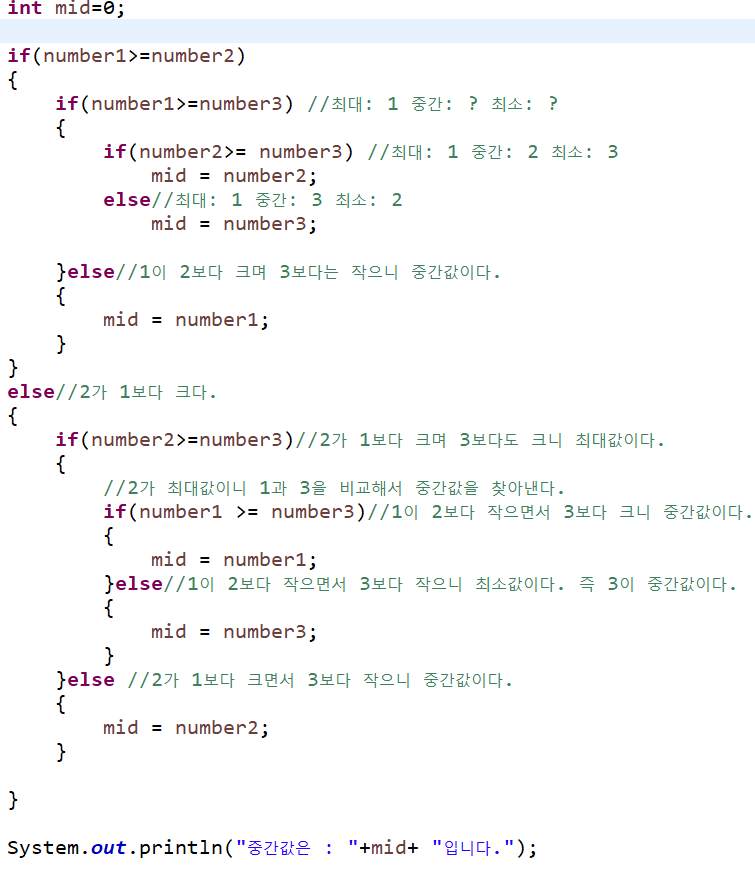 int mid=0;
if(number1>=number2)
{
    if(number1>=number3) //최대: 1 중간: ? 최소: ?
    {
        if(number2>= number3) //최대: 1 중간: 2 최소: 3
            mid = number2;
        else//최대: 1 중간: 3 최소: 2
            mid = number3;
    }else//1이 2보다 크며 3보다는 작으니 중간값이다.
    {
        mid = number1;
    }
}
else//2가 1보다 크다.
{
    if(number2>=number3)//2가 1보다 크며 3보다도 크니 최대값이다.
    {
        //2가 최대값이니 1과 3을 비교해서 중간값을 찾아낸다.
        if(number1 >= number3)//1이 2보다 작으면서 3보다 크니 중간값이다.
        {
            mid = number1;
        }else//1이 2보다 작으면서 3보다 작으니 최소값이다. 즉 3이 중간값이다.
        {
            mid = number3;
        }
    }else //2가 1보다 크면서 3보다 작으니 중간값이다.
    {
        mid = number2;
    }
}
System.out.println("중간값은 : "+mid+ "입니다.");